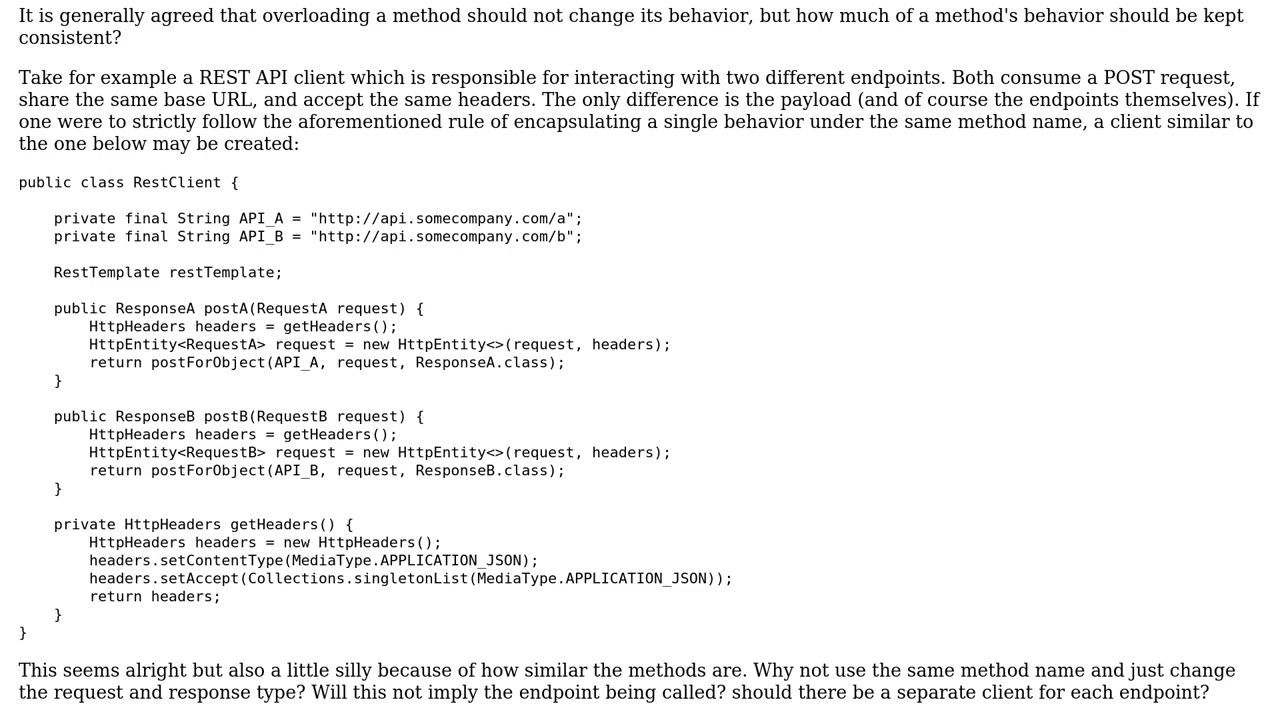 It is generally agreed that overloading a method should not change its behavior, but how much of a method's behavior should be kept
consistent?
Take for example a REST API client which is responsible for interacting with two different endpoints. Both consume a POST request,
share the same base URL, and accept the same headers. The only difference is the payload (and of course the endpoints themselves). If
one were to strictly follow the aforementioned rule of encapsulating a single behavior under the same method name, a client similar to
the one below may be created:
public class RestClient {
    private final String API_A = "http://api.somecompany.com/a";
    private final String API_B = "http://api.somecompany.com/b";
    RestTemplate restTemplate;
    public ResponseA postA(RequestA request) {
        HttpHeaders headers = getHeaders();
        HttpEntity<RequestA> request = new HttpEntity<>(request, headers);
        return postForObject(API_A, request, ResponseA.class);
    }
    public ResponseB postB(RequestB request) {
        HttpHeaders headers = getHeaders();
        HttpEntity<RequestB> request = new HttpEntity<>(request, headers);
        return postForObject(API_B, request, ResponseB.class);
    }
    private HttpHeaders getHeaders() {
        HttpHeaders headers = new HttpHeaders();
        headers.setContentType(MediaType.APPLICATION_JSON);
        headers.setAccept(Collections.singletonList(MediaType.APPLICATION_JSON));
        return headers;
    }
}
This seems alright but also a little silly because of how similar the methods are. Why not use the same method name and just change
the request and response type? Will this not imply the endpoint being called? should there be a separate client for each endpoint?